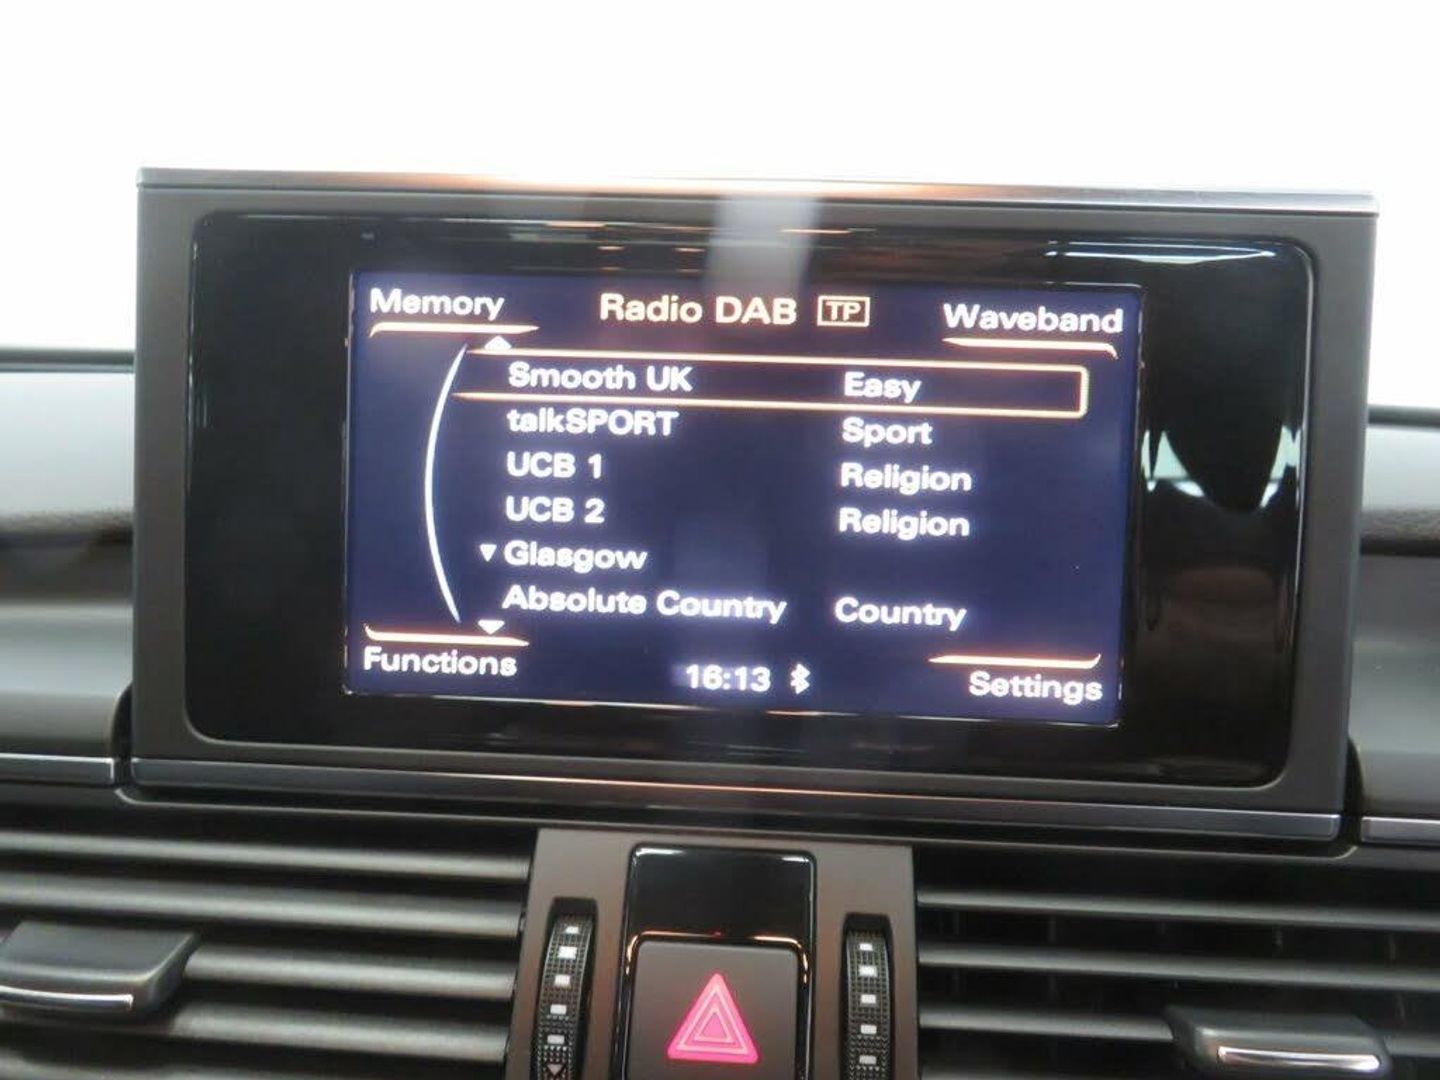 Memory Radio DAB TP Waveband
Smooth UK Easy
talkSPORT Sport
UCB 1 Religion
UCB 2 Religion
Glasgow
Absolute Country Country
Functions 16:13 Settings